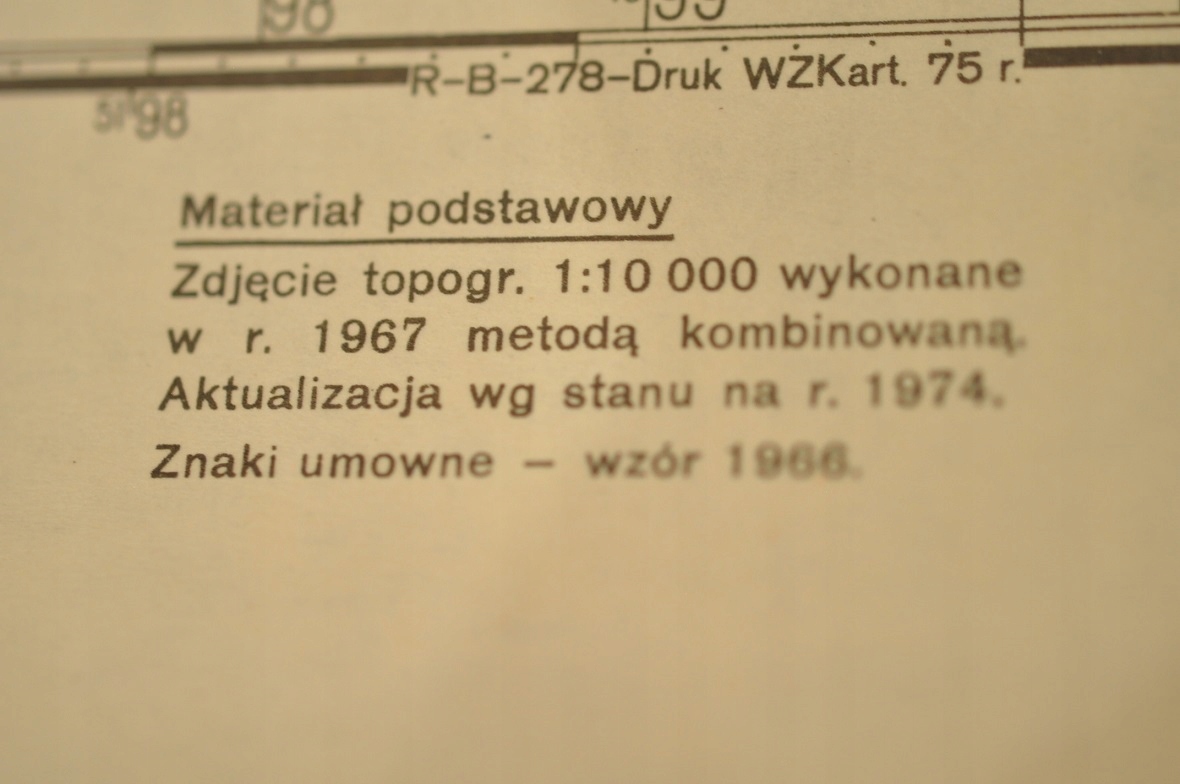 98 99
R-B-278-Druk WZKart. 75 r.
98
Materiał podstawowy
Zdjęcie topogr. 1:10 000 wykonane
w r. 1967 metodą kombinowaną.
Aktualizacja wg stanu na r. 1974.
Znaki umowne – wzór 1966.